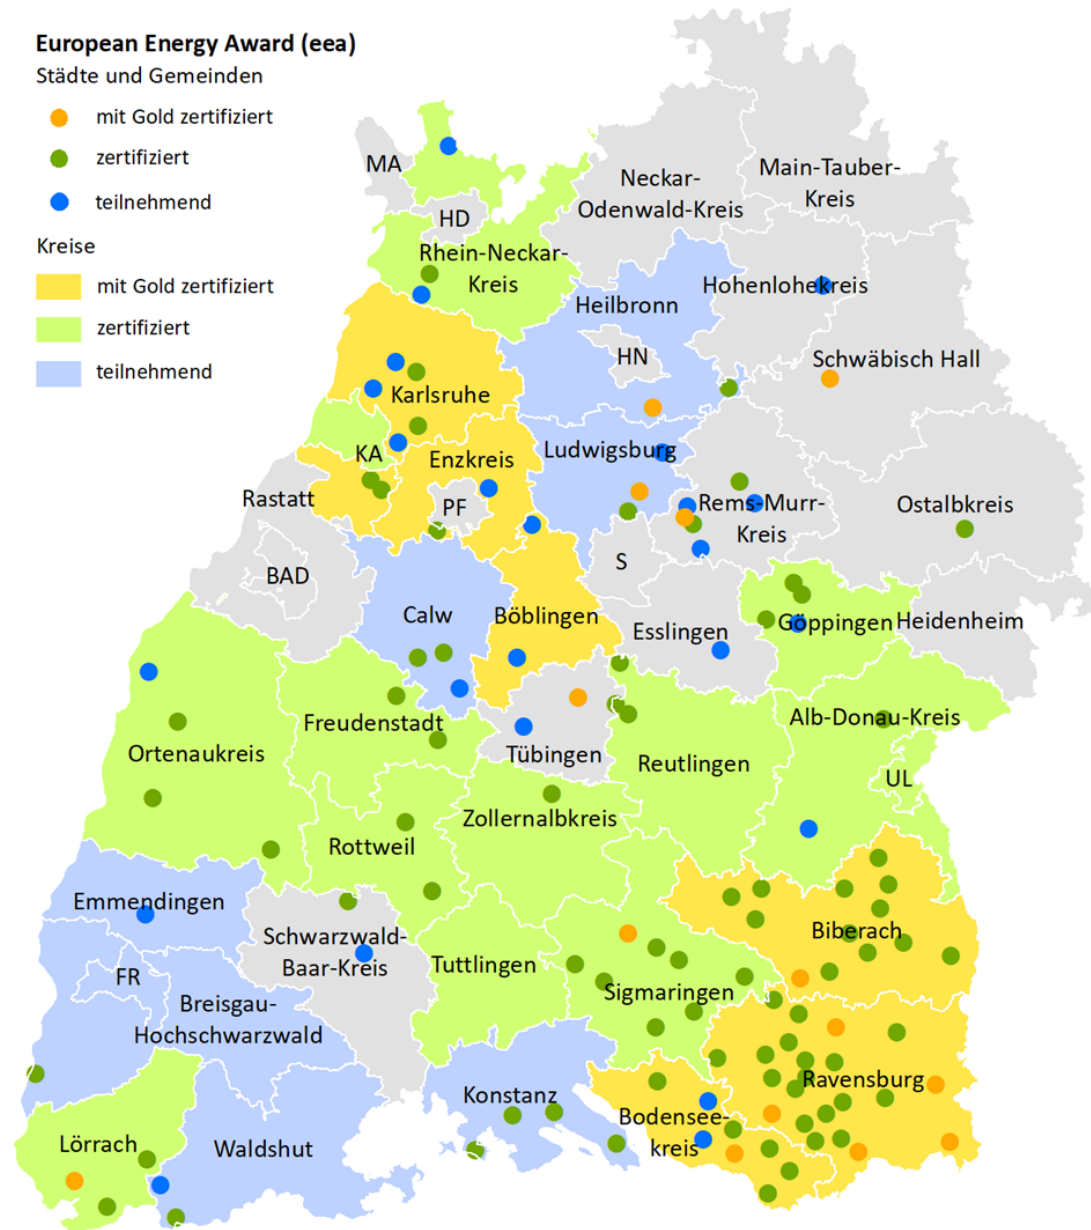 European Energy Award (eea)
Städte und Gemeinden
mit Gold zertifiziert
zertifiziert
teilnehmend
Kreise
mit Gold zertifiziert
zertifiziert
teilnehmend
MA
HD
Neckar-
Odenwald-Kreis
Main-Tauber-
Kreis
Rhein-Neckar-
Kreis
Heilbronn
Hohenlohekreis
HN
Schwäbisch Hall
Karlsruhe
KA
Enzkreis
Ludwigsburg
Rastatt
PF
Rems-Murr-
Kreis
Ostalbkreis
BAD
S
Calw
Böblingen
Esslingen
Göppingen
Heidenheim
Freudenstadt
Ortenaukreis
Tübingen
Reutlingen
Alb-Donau-Kreis
UL
Zollernalbkreis
Rottweil
Emmendingen
Schwarzwald-
Baar-Kreis
Tuttlingen
Biberach
Sigmaringen
FR
Breisgau-
Hochschwarzwald
Konstanz
Bodensee-
kreis
Ravensburg
Lörrach
Waldshut